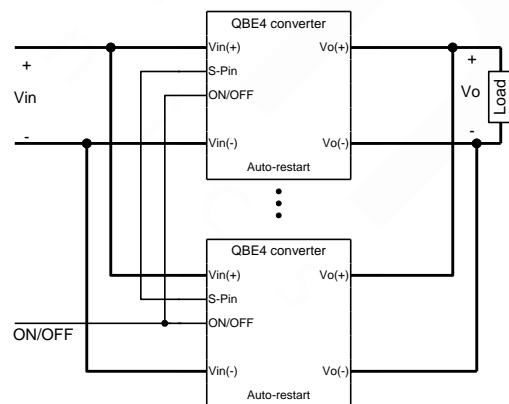 QBE4 converter
Vin(+)
Vo(+)
+
+
S-Pin
Vin
ON/OFF
Vo
Load
-
-
Vin(-)
Vo(-)
Auto-restart
QBE4 converter
Vin(+)
Vo(+)
S-Pin
ON/OFF
ON/OFF
Vin(-)
Vo(-)
Auto-restart